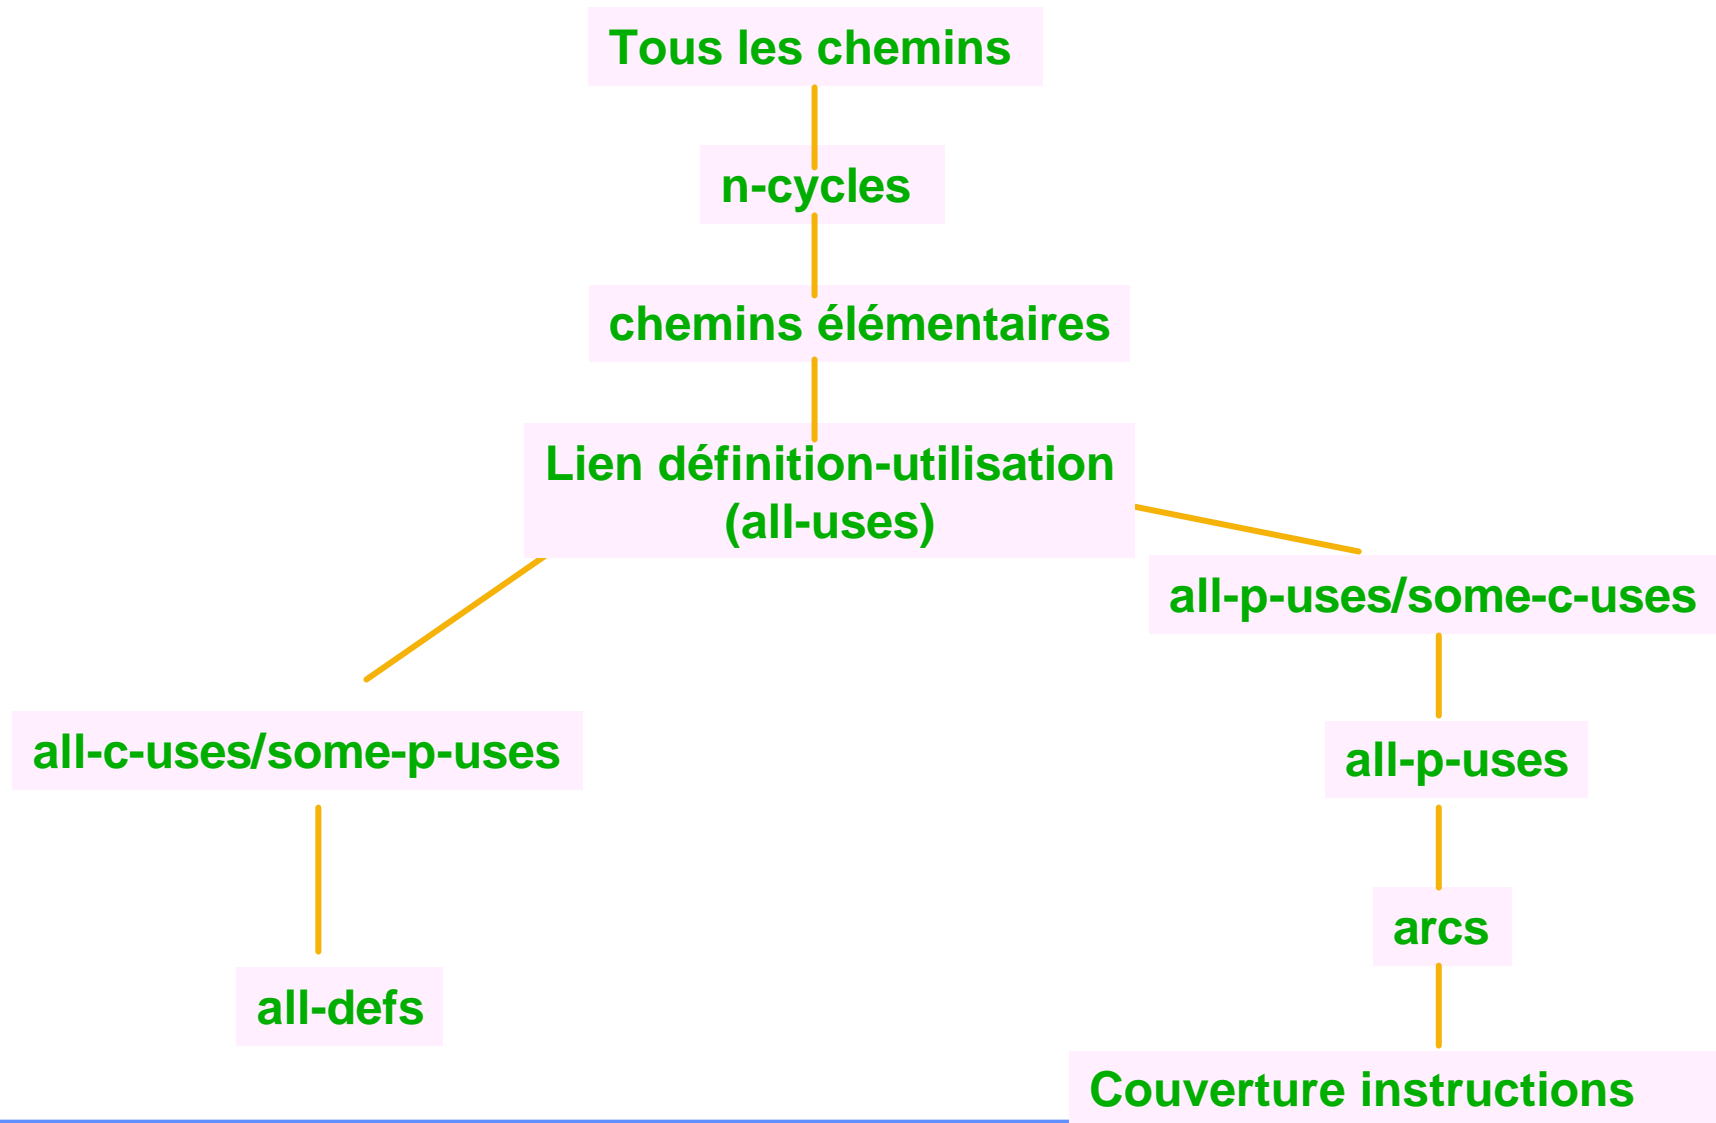 Tous les chemins
n-cycles
chemins élémentaires
Lien définition-utilisation
(all-uses)
all-p-uses/some-c-uses
all-c-uses/some-p-uses
all-p-uses
arcs
all-defs
Couverture instructions